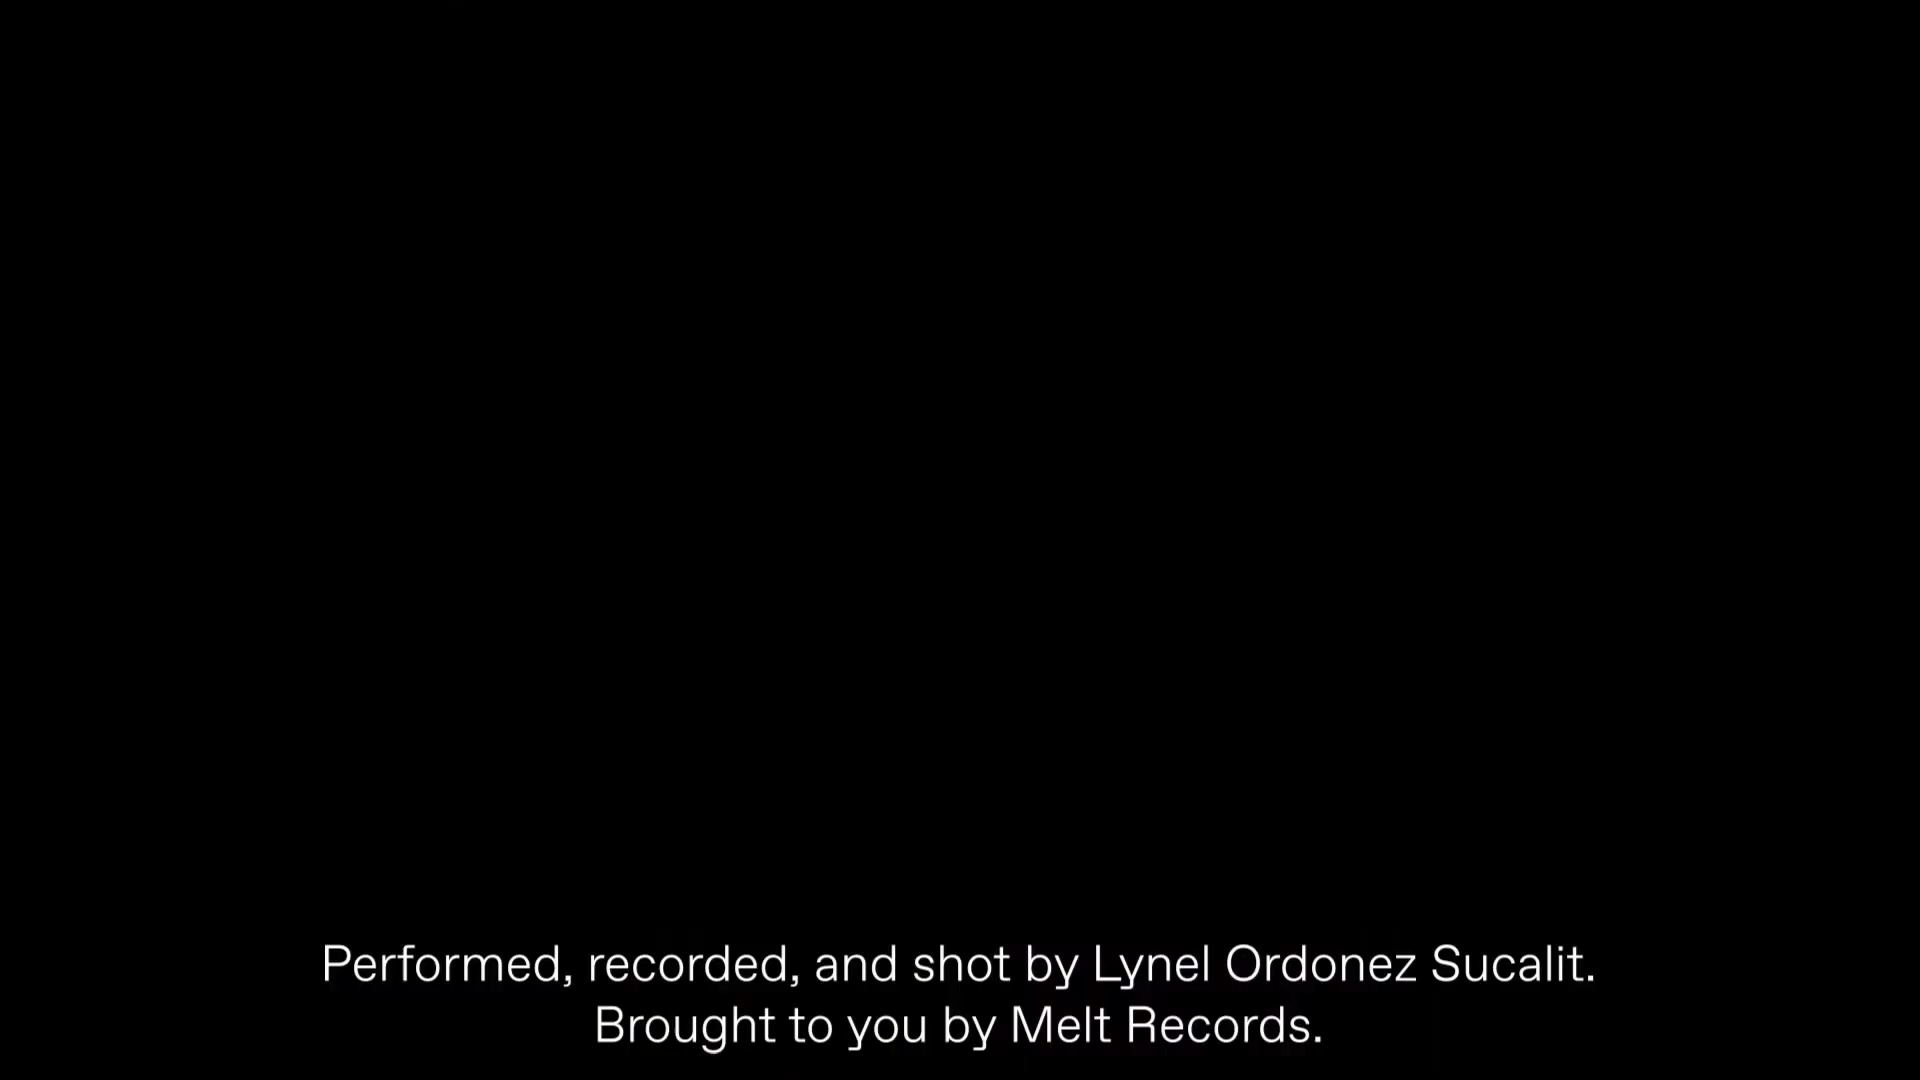 Performed, recorded, and shot by Lynel Ordonez Sucalit.
Brought to you by Melt Records.